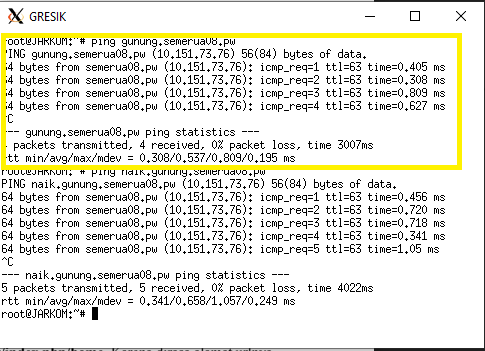 GRESIK
root@JARKOM:~# ping gunung.semerua08.pw
PING gunung.semerua08.pw (10.151.73.76) 56(84) bytes of data.
64 bytes from semerua08.pw (10.151.73.76): icmp_req=1 ttl=63 time=0.405 ms
64 bytes from semerua08.pw (10.151.73.76): icmp_req=2 ttl=63 time=0.308 ms
64 bytes from semerua08.pw (10.151.73.76): icmp_req=3 ttl=63 time=0.809 ms
64 bytes from semerua08.pw (10.151.73.76): icmp_req=4 ttl=63 time=0.627 ms
^C
--- gunung.semerua08.pw ping statistics ---
4 packets transmitted, 4 received, 0% packet loss, time 3007ms
rtt min/avg/max/mdev = 0.308/0.537/0.809/0.195 ms
root@JARKOM:~# ping naik.gunung.semerua08.pw
PING naik.gunung.semerua08.pw (10.151.73.76) 56(84) bytes of data.
64 bytes from semerua08.pw (10.151.73.76): icmp_req=1 ttl=63 time=0.456 ms
64 bytes from semerua08.pw (10.151.73.76): icmp_req=2 ttl=63 time=0.720 ms
64 bytes from semerua08.pw (10.151.73.76): icmp_req=3 ttl=63 time=0.718 ms
64 bytes from semerua08.pw (10.151.73.76): icmp_req=4 ttl=63 time=0.341 ms
64 bytes from semerua08.pw (10.151.73.76): icmp_req=5 ttl=63 time=1.05 ms
^C
--- naik.gunung.semerua08.pw ping statistics ---
5 packets transmitted, 5 received, 0% packet loss, time 4022ms
rtt min/avg/max/mdev = 0.341/0.658/1.057/0.249 ms
root@JARKOM:~#